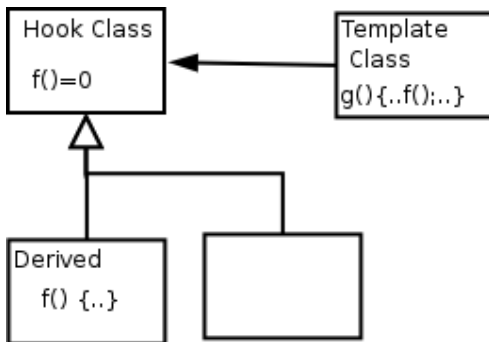 Hook Class
f()=0
Template
Class
g(){..f();..}
Derived
f() {..}